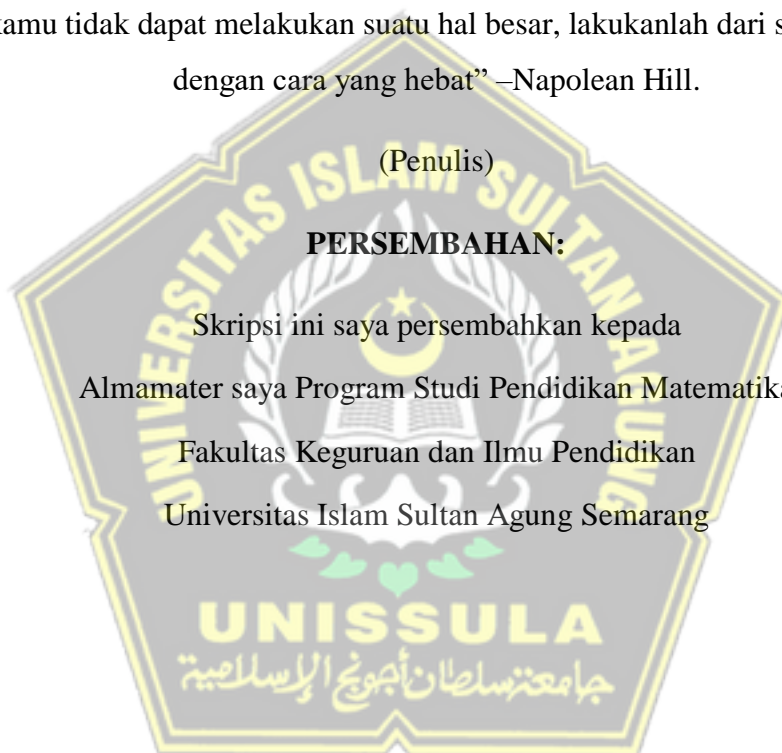 kamu tidak dapat melakukan suatu hal besar, lakukanlah dari s
dengan cara yang hebat” –Napolean Hill.
(Penulis)
PERSEMBAHAN:
Skripsi ini saya persembahkan kepada
Almamater saya Program Studi Pendidikan Matematika
Fakultas Keguruan dan Ilmu Pendidikan
Universitas Islam Sultan Agung Semarang
UNIVERSITAS ISLAM SULTAN AGUNG
UNISSULA
جامعتنسلطان أجونج الإسلامية